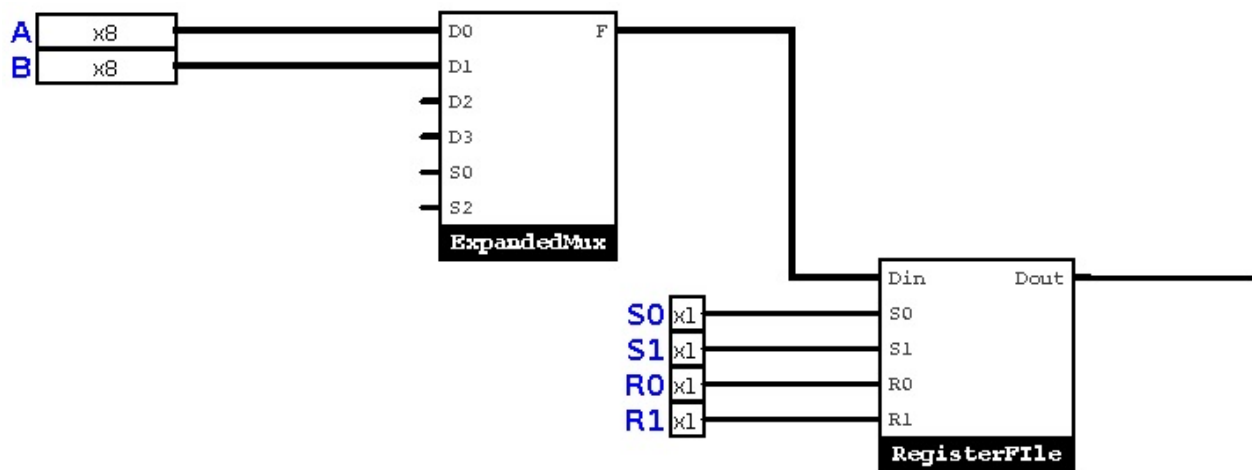 A x8 D0 F
B x8 D1
D2
D3
S0
S2
ExpandedMux
Din Dout
S0 x1 S0
S1 x1 S1
R0 x1 R0
R1 x1 R1
RegisterFIle